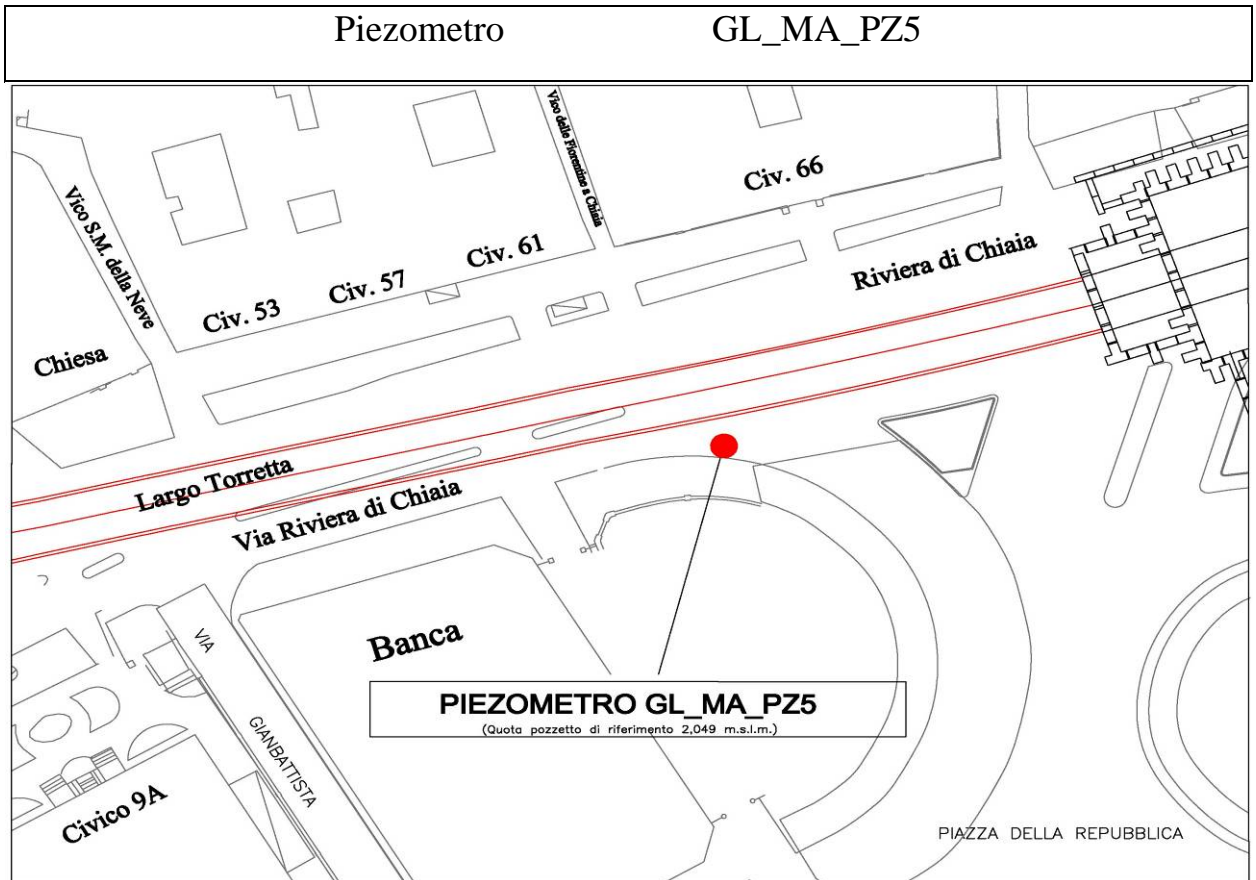 Piezometro GL_MA_PZ5
Vico delle Fiorentine a Chiaia
Civ. 66
Vico S.M. della Neve
Civ. 61
Riviera di Chiaia
Civ. 57
Civ. 53
Chiesa
Largo Torretta
Via Riviera di Chiaia
Banca
VIA
GIANBATTISTA
PIEZOMETRO GL_MA_PZ5
(Quota pozzetto di riferimento 2,049 m.s.l.m.)
Civico 9A
PIAZZA DELLA REPUBBLICA